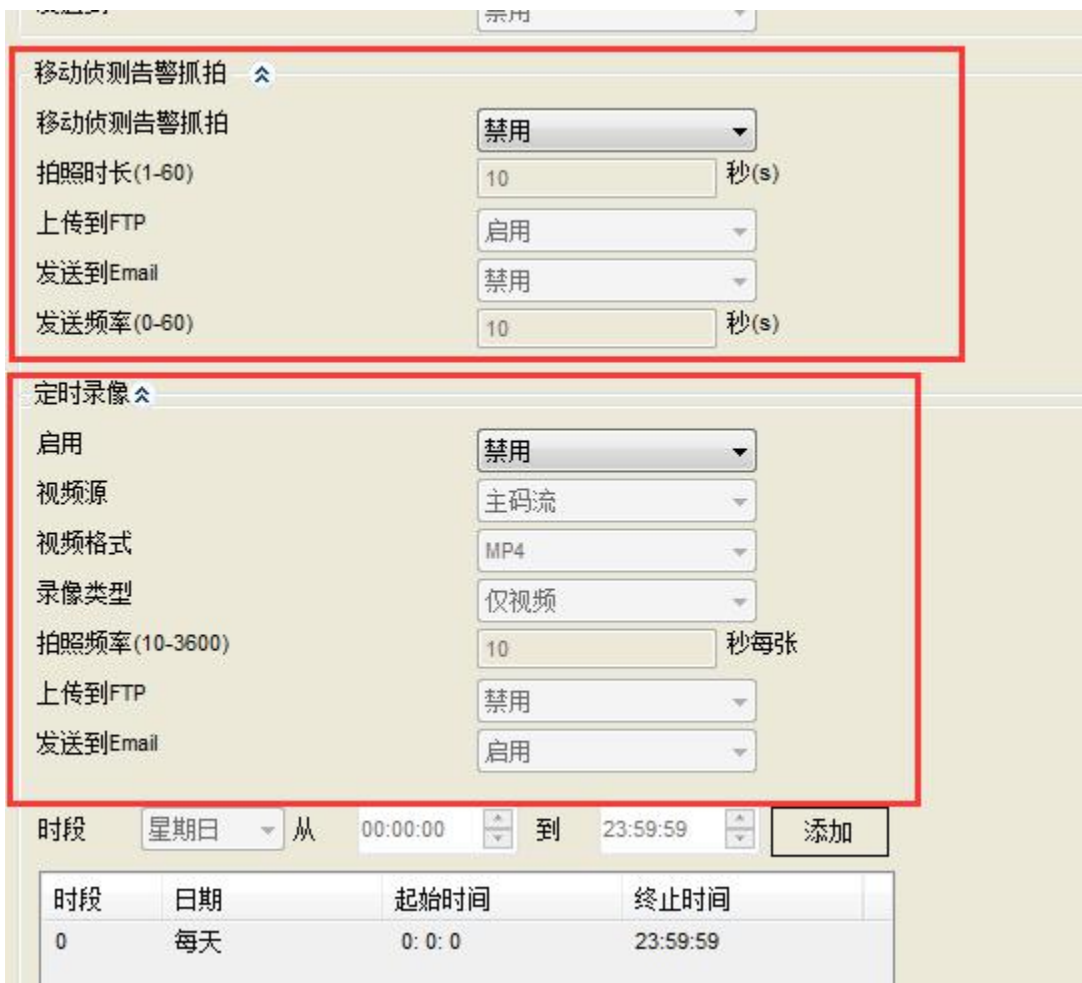 移动侦测告警抓拍
移动侦测告警抓拍 禁用
拍照时长(1-60) 10 秒(s)
上传到FTP 启用
发送到Email 禁用
发送频率(0-60) 10 秒(s)
定时录像
启用 禁用
视频源 主码流
视频格式 MP4
录像类型 仅视频
拍照频率(10-3600) 10 秒每张
上传到FTP 禁用
发送到Email 启用
时段 星期日 从 00:00:00 到 23:59:59 添加
时段 日期 起始时间 终止时间
0 每天 0: 0: 0 23:59:59